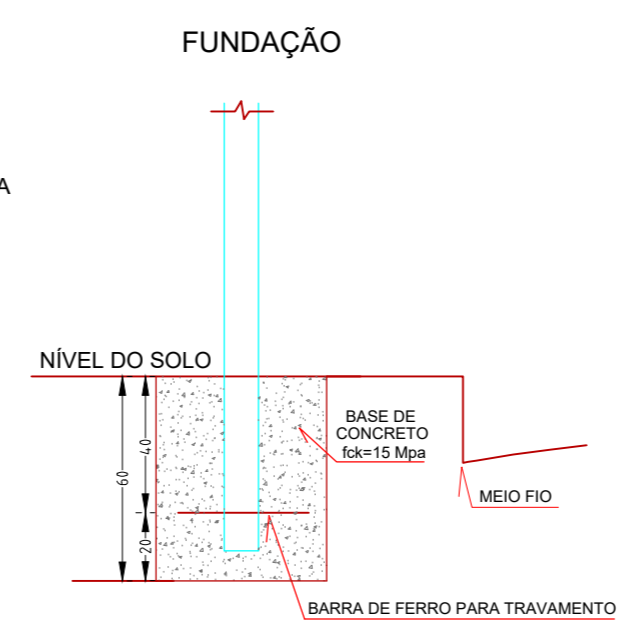 FUNDAÇÃO
A
NÍVEL DO SOLO
BASE DE
CONCRETO
fck=15 Mpa
40
60
20
MEIO FIO
BARRA DE FERRO PARA TRAVAMENTO